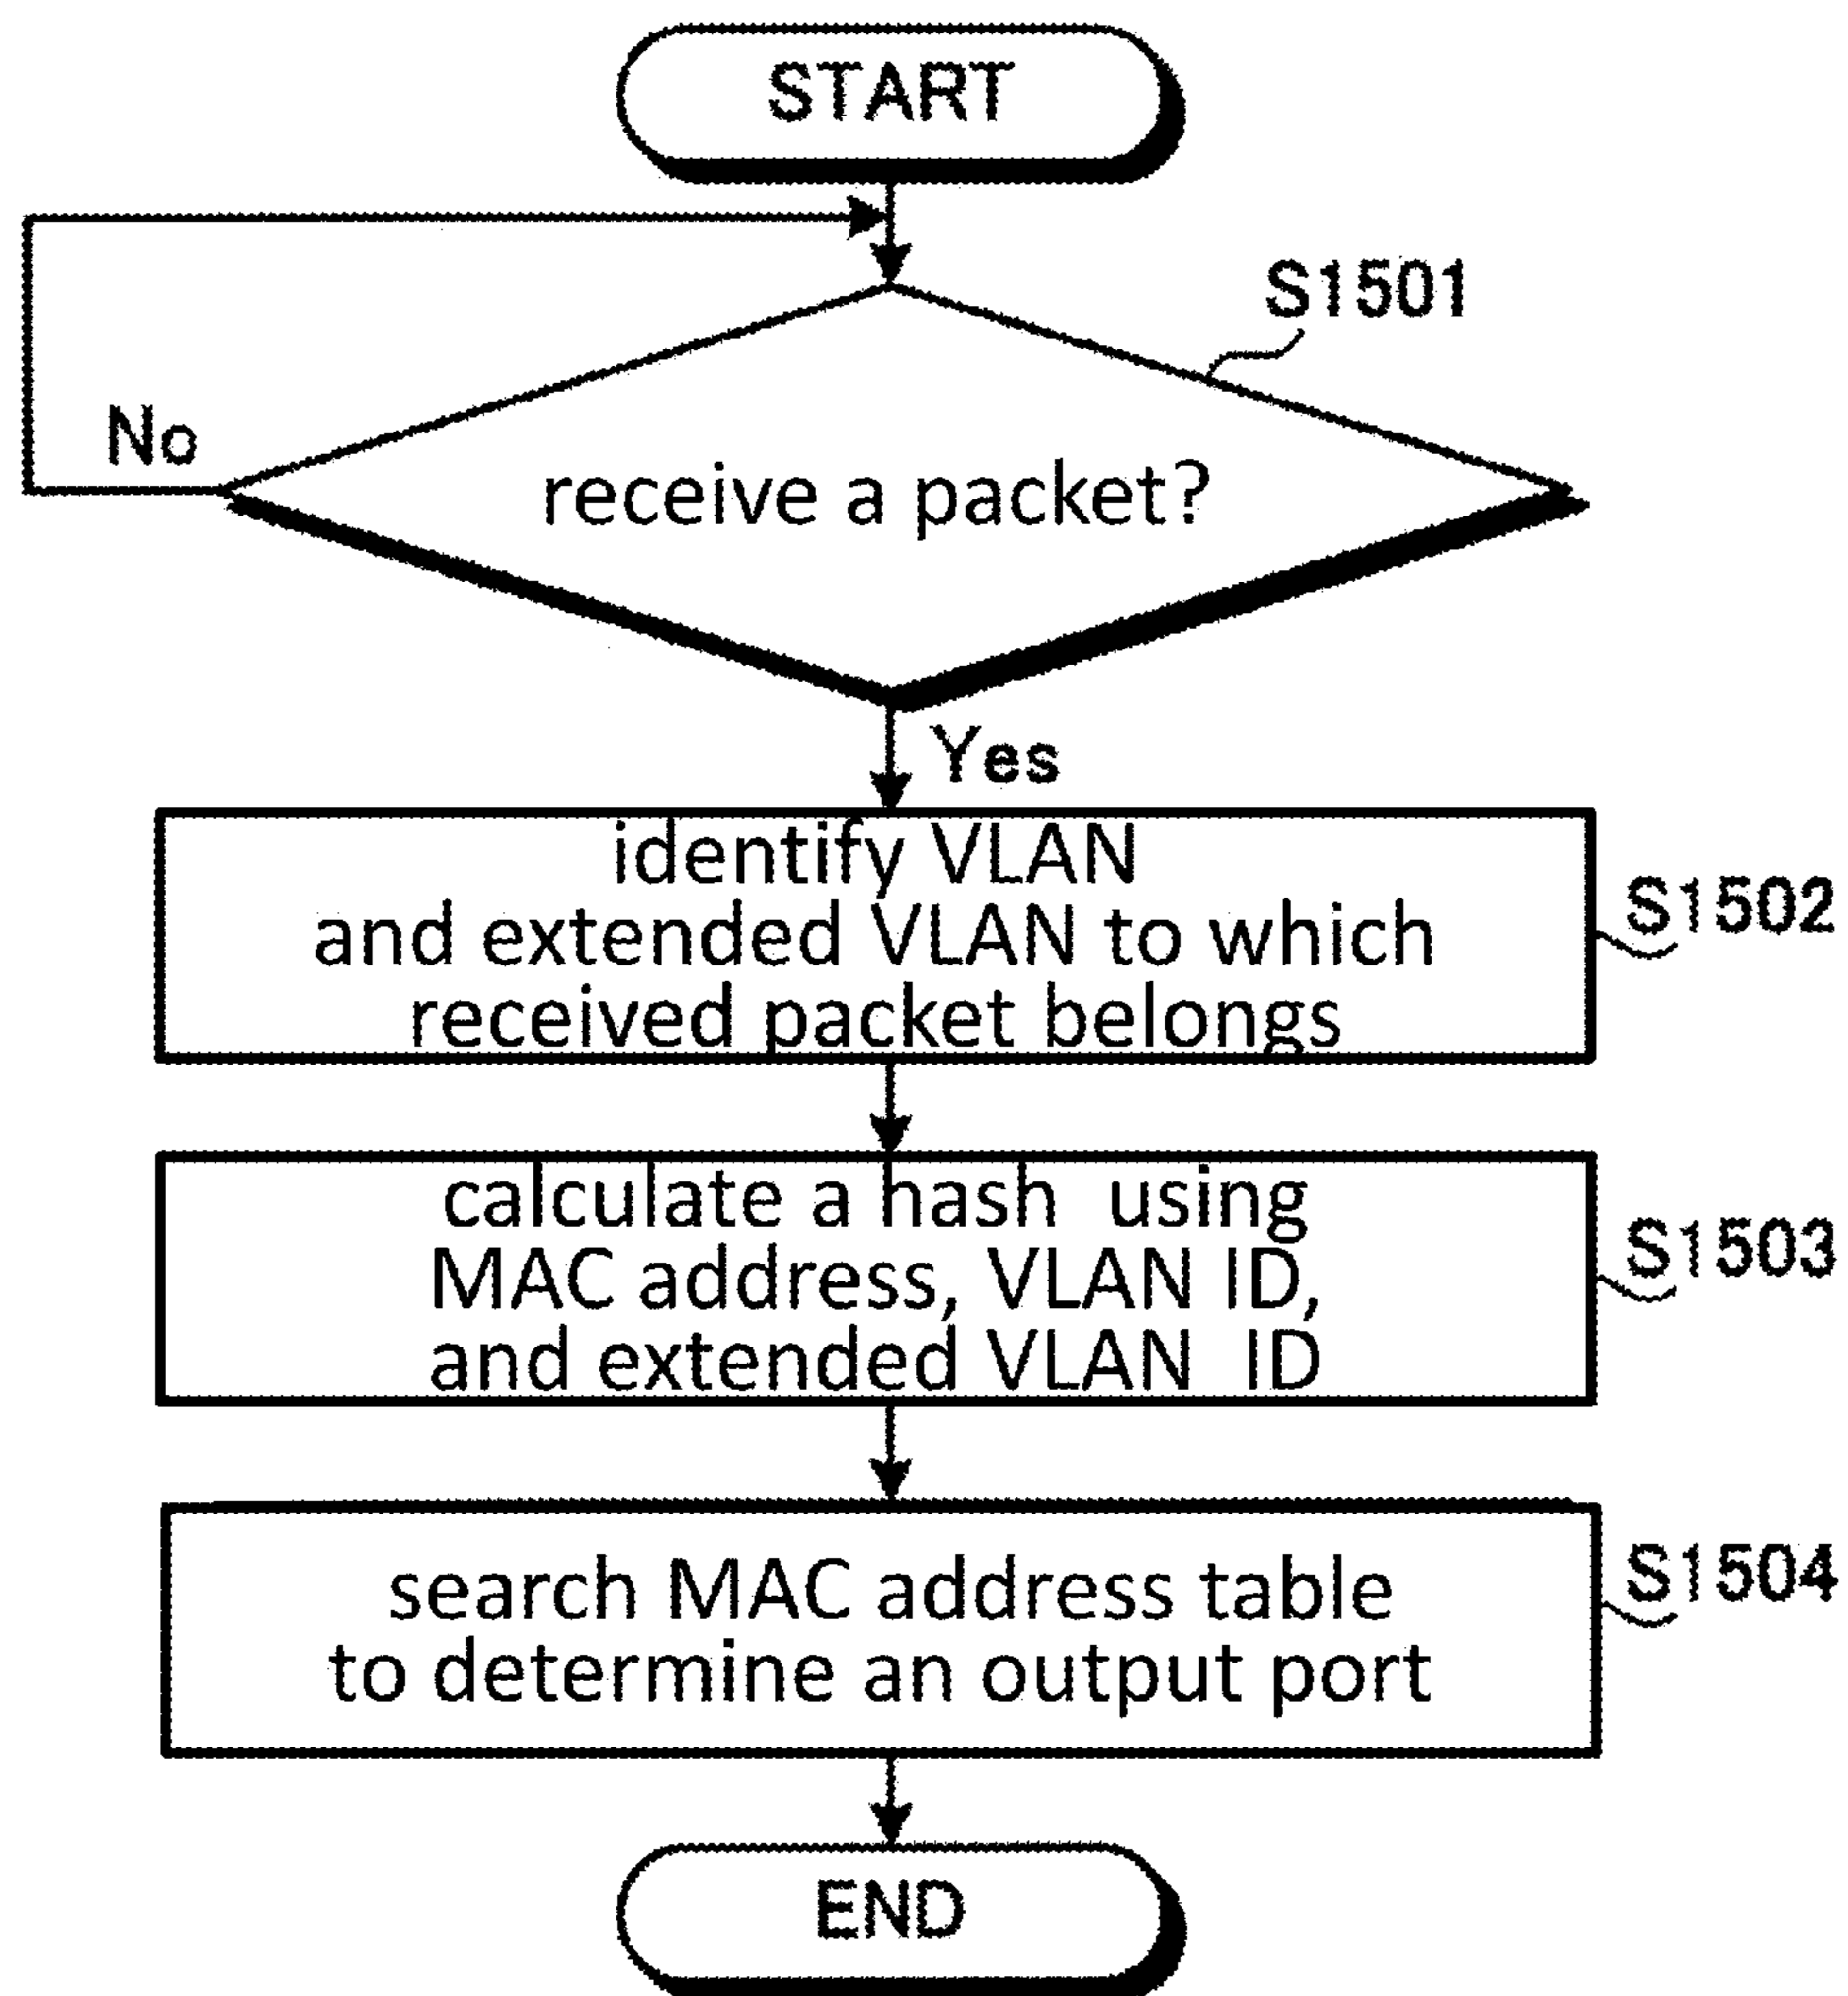 START
S1501
No
receive a packet?
Yes
identify VLAN
and extended VLAN to which
received packet belongs
S1502
calculate a hash using
MAC address, VLAN ID,
and extended VLAN ID
S1503
search MAC address table
to determine an output port
S1504
END